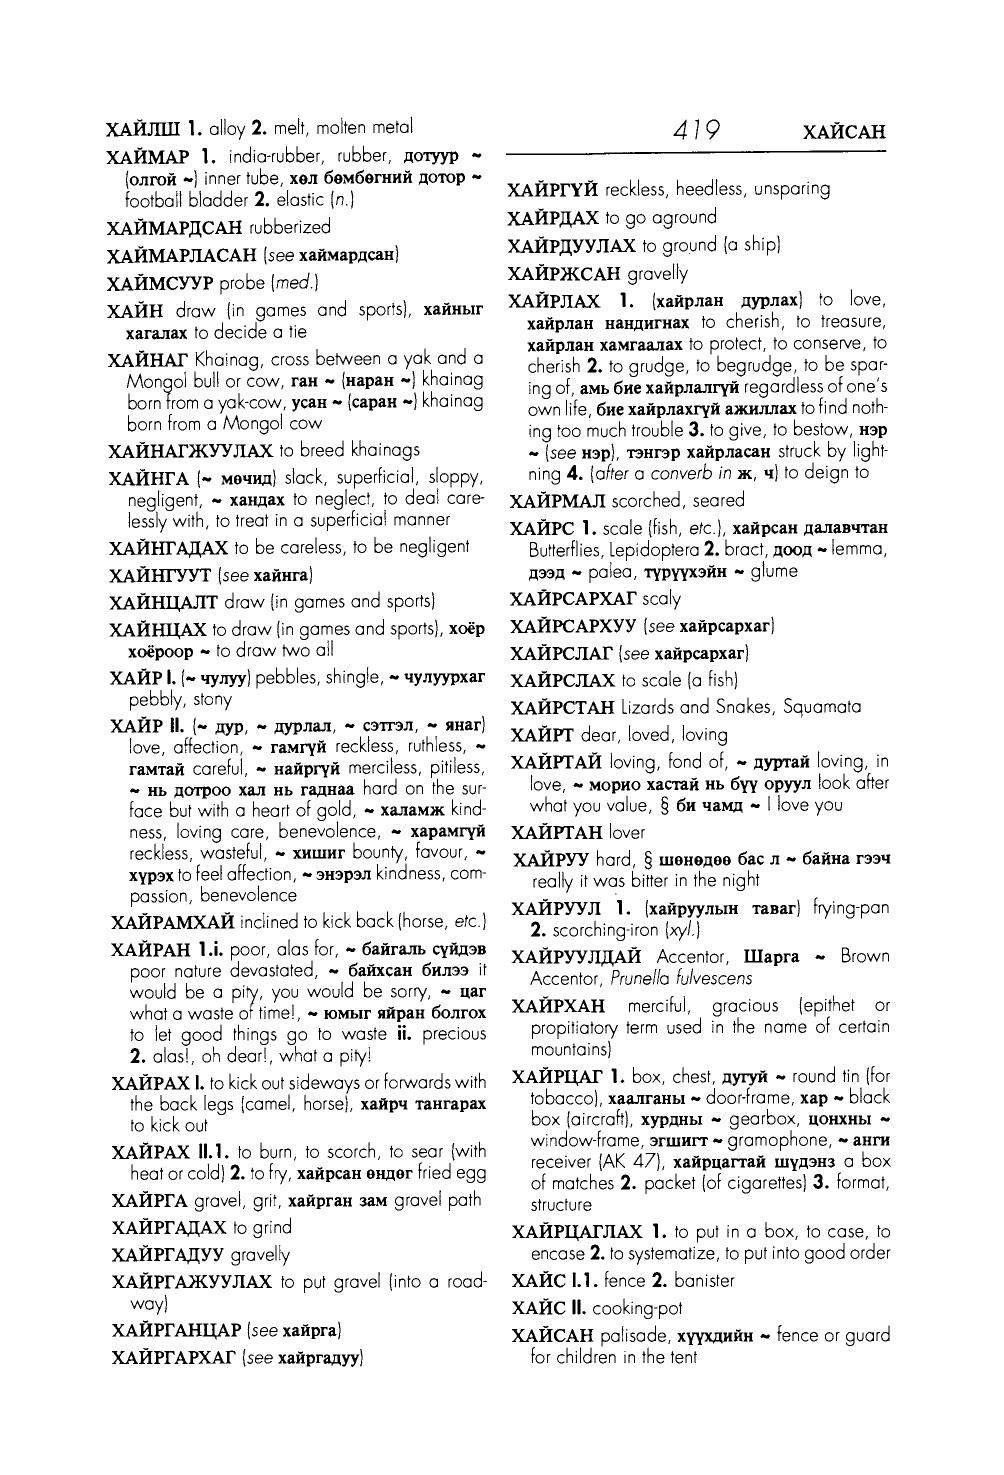 ХАЙЛШ 1. alloy 2. melt, molten metal
ХАЙМАР 1. india-rubber, rubber, дотуур ~
(олгой ~) inner tube, хөл бөмбөгний дотор ~
football bladder 2. elastic (n.)
ХАЙМАРДСАН rubberized
ХАЙМАРЛАСАН (see хаймардсан)
ХАЙМСУУР probe (med.)
ХАЙН draw (in games and sports), хайныг
хагалах to decide a tie
ХАЙНАГ Khainag, cross between a yak and a
Mongol bull or cow, ган ~ (наран ~) khainag
born from a yak-cow, усан ~ (саран ~) khainag
born from a Mongol cow
ХАЙНАГЖУУЛАХ to breed khainags
ХАЙНГА (~ мөчид) slack, superficial, sloppy,
negligent, ~ хандах to neglect, to deal care-
lessly with, to treat in a superficial manner
ХАЙНГАДАХ to be careless, to be negligent
ХАЙНГУУТ (see хайнга)
ХАЙНЦАЛТ draw (in games and sports)
ХАЙНЦАХ to draw (in games and sports), хоёр
хоёроор ~ to draw two all
ХАЙР I. (~ чулуу) pebbles, shingle, ~ чулуурхаг
pebbly, stony
ХАЙР II. (~ дур, ~ дурлал, ~ сэтгэл, ~ янаг)
love, affection, ~ гамгүй reckless, ruthless, ~
гамтай careful, ~ найргүй merciless, pitiless,
~ нь дотроо хал нь гаднаа hard on the sur-
face but with a heart of gold, ~ халамж kind-
ness, loving care, benevolence, ~ харамгүй
reckless, wasteful, ~ хишиг bounty, favour, ~
хүрэх to feel affection, ~ энэрэл kindness, com-
passion, benevolence
ХАЙРАМХАЙ inclined to kick back (horse, etc.)
ХАЙРАН 1.i. poor, alas for, ~ байгаль сүйдэв
poor nature devastated, ~ байхсан билээ it
would be a pity, you would be sorry, ~ цаг
what a waste of time!, ~ юмыг яйран болгох
to let good things go to waste ii. precious
2. alas!, oh dear!, what a pity!
ХАЙРАХ I. to kick out sideways or forwards with
the back legs (camel, horse), хайрч тангарах
to kick out
ХАЙРАХ II.1. to burn, to scorch, to sear (with
heat or cold) 2. to fry, хайрсан өндөг fried egg
ХАЙРГА gravel, grit, хайрган зам gravel path
ХАЙРГАДАХ to grind
ХАЙРГАДУУ gravelly
ХАЙРГАЖУУЛАХ to put gravel (into a road-
way)
ХАЙРГАНЦАР (see хайрга)
ХАЙРГАРХАГ (see хайргадуу)
419 ХАЙСАН
ХАЙРГҮЙ reckless, heedless, unsparing
ХАЙРДАХ to go aground
ХАЙРДУУЛАХ to ground (a ship)
ХАЙРЖСАН gravelly
ХАЙРЛАХ 1. (хайрлан дурлах) to love,
хайрлан нандигнах to cherish, to treasure,
хайрлан хамгаалах to protect, to conserve, to
cherish 2. to grudge, to begrudge, to be spar-
ing of, амь бие хайрлалгүй regardless of one's
own life, бие хайрлахгүй ажиллах to find noth-
ing too much trouble 3. to give, to bestow, нэр
~ (see нэр), тэнгэр хайрласан struck by light-
ning 4. (after a converb in ж, ч) to deign to
ХАЙРМАЛ scorched, seared
ХАЙРС 1. scale (fish, etc.), хайрсан далавчтан
Butterflies, Lepidoptera 2. bract, доод ~ lemma,
дээд ~ palea, түрүүхэйн ~ glume
ХАЙРСАРХАГ scaly
ХАЙРСАРХУУ (see хайрсархаг)
ХАЙРСЛАГ (see хайрсархаг)
ХАЙРСЛАХ to scale (a fish)
ХАЙРСТАН Lizards and Snakes, Squamata
ХАЙРТ dear, loved, loving
ХАЙРТАЙ loving, fond of, ~ дуртай loving, in
love, ~ морио хастай нь бүү оруул look after
what you value, § би чамд ~ I love you
ХАЙРТАН lover
ХАЙРУУ hard, § шөнөдөө бас л ~ байна гээч
really it was bitter in the night
ХАЙРУУЛ 1. (хайруулын таваг) frying-pan
2. scorching-iron (xyl.)
ХАЙРУУЛДАЙ Accentor, Шарга ~ Brown
Accentor, Prunella fulvescens
ХАЙРХАН merciful, gracious (epithet or
propitiatory term used in the name of certain
mountains)
ХАЙРЦАГ 1. box, chest, дугуй ~ round tin (for
tobacco), хаалганы ~ door-frame, хар ~ black
box (aircraft), хурдны ~ gearbox, цонхны ~
window-frame, эгшигт ~ gramophone, ~ анги
receiver (AK 47), хайрцагтай шүдэнз a box
of matches 2. packet (of cigarettes) 3. format,
structure
ХАЙРЦАГЛАХ 1. to put in a box, to case, to
encase 2. to systematize, to put into good order
ХАЙС I.1. fence 2. banister
ХАЙС II. cooking-pot
ХАЙСАН palisade, хүүхдийн ~ fence or guard
for children in the tent